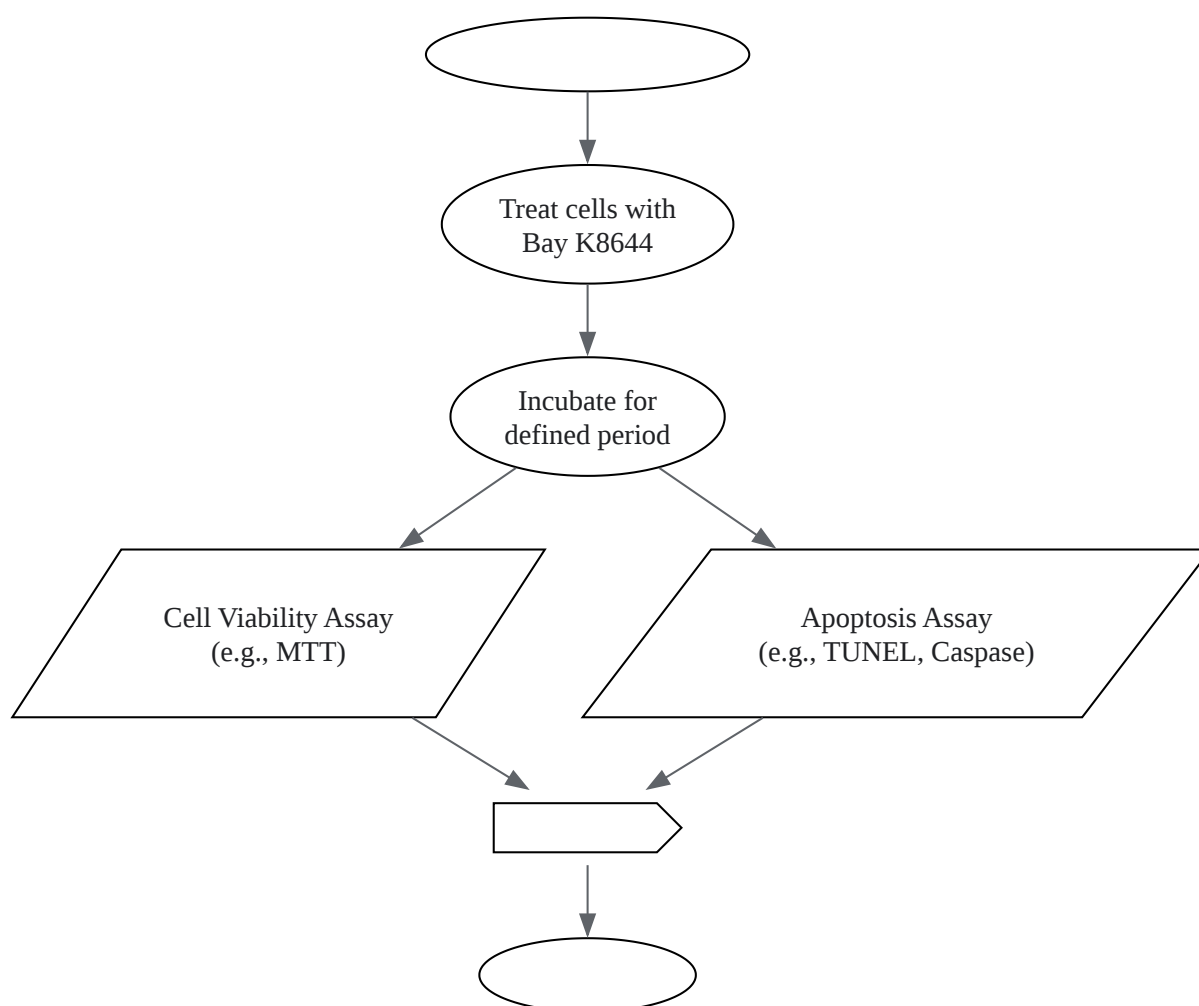 Treat cells with
Bay K8644
Incubate for
defined period
Cell Viability Assay
(e.g., MTT)
Apoptosis Assay
(e.g., TUNEL, Caspase)